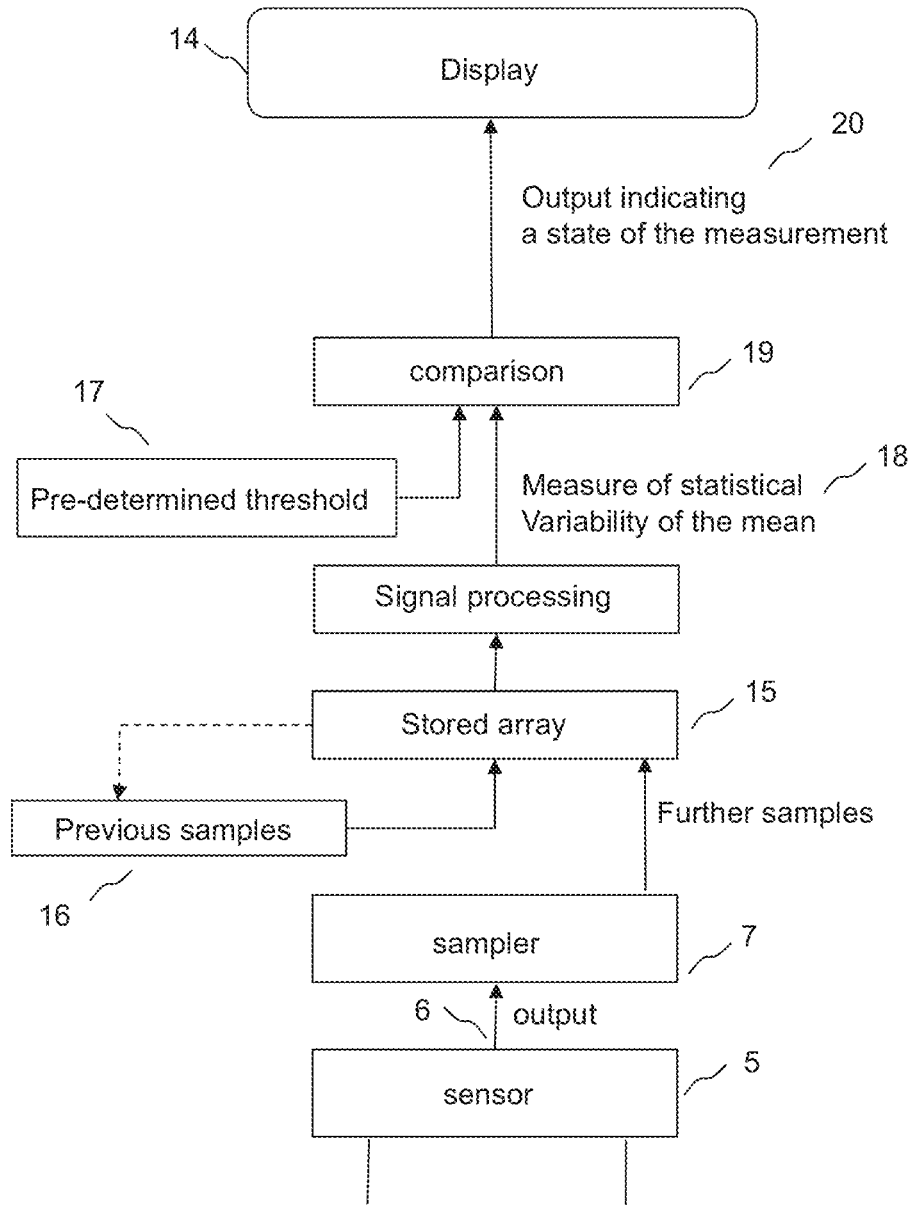 14
Display
20
Output indicating
a state of the measurement
19
comparison
17
18
Pre-determined threshold
Measure of statistical
Variability of the mean
Signal processing
15
Stored array
Further samples
Previous samples
16
sampler
7
6
output
5
sensor